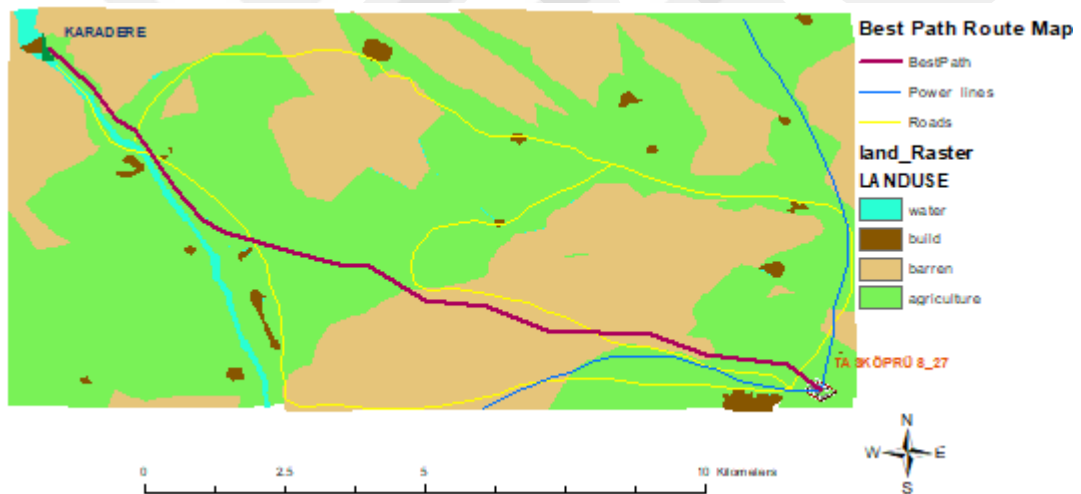 KARADERE
Best Path Route Map
BestPath
Power lines
Roads
land_Raster
LANDUSE
water
build
barren
agriculture
TAŞKÖPRÜ 8_27
N
W E
S
0 2.5 5 10 Kilometers